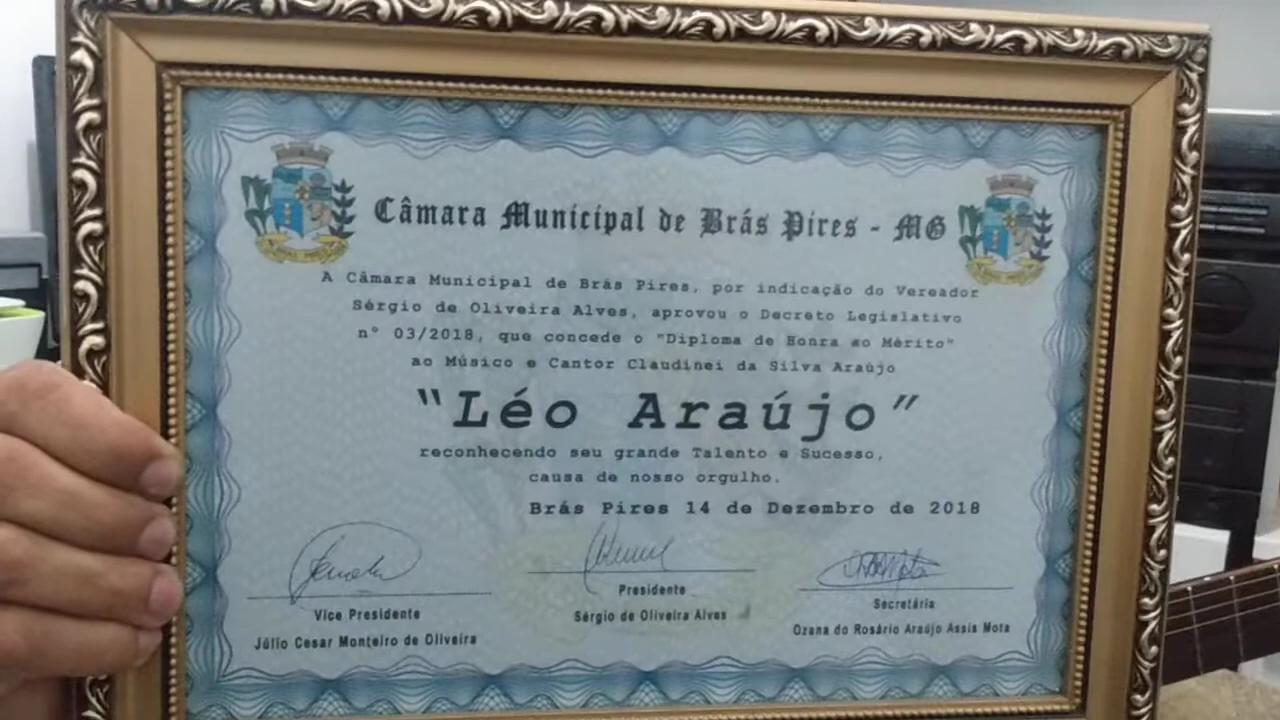 Câmara Municipal de Brás Pires - MG
A Câmara Municipal de Brás Pires, por indicação do Vereador
Sérgio de Oliveira Alves, aprovou o Decreto Legislativo
nº 03/2018, que concede o "Diploma de Honra ao Mérito"
ao Músico e Cantor Claudinei da Silva Araújo
"Léo Araújo"
reconhecendo seu grande Talento e Sucesso,
causa de nosso orgulho.
Brás Pires 14 de Dezembro de 2018
Vice Presidente
Júlio Cesar Monteiro de Oliveira
Presidente
Sérgio de Oliveira Alves
Secretária
Ozana do Rosário Araújo Assis Mota